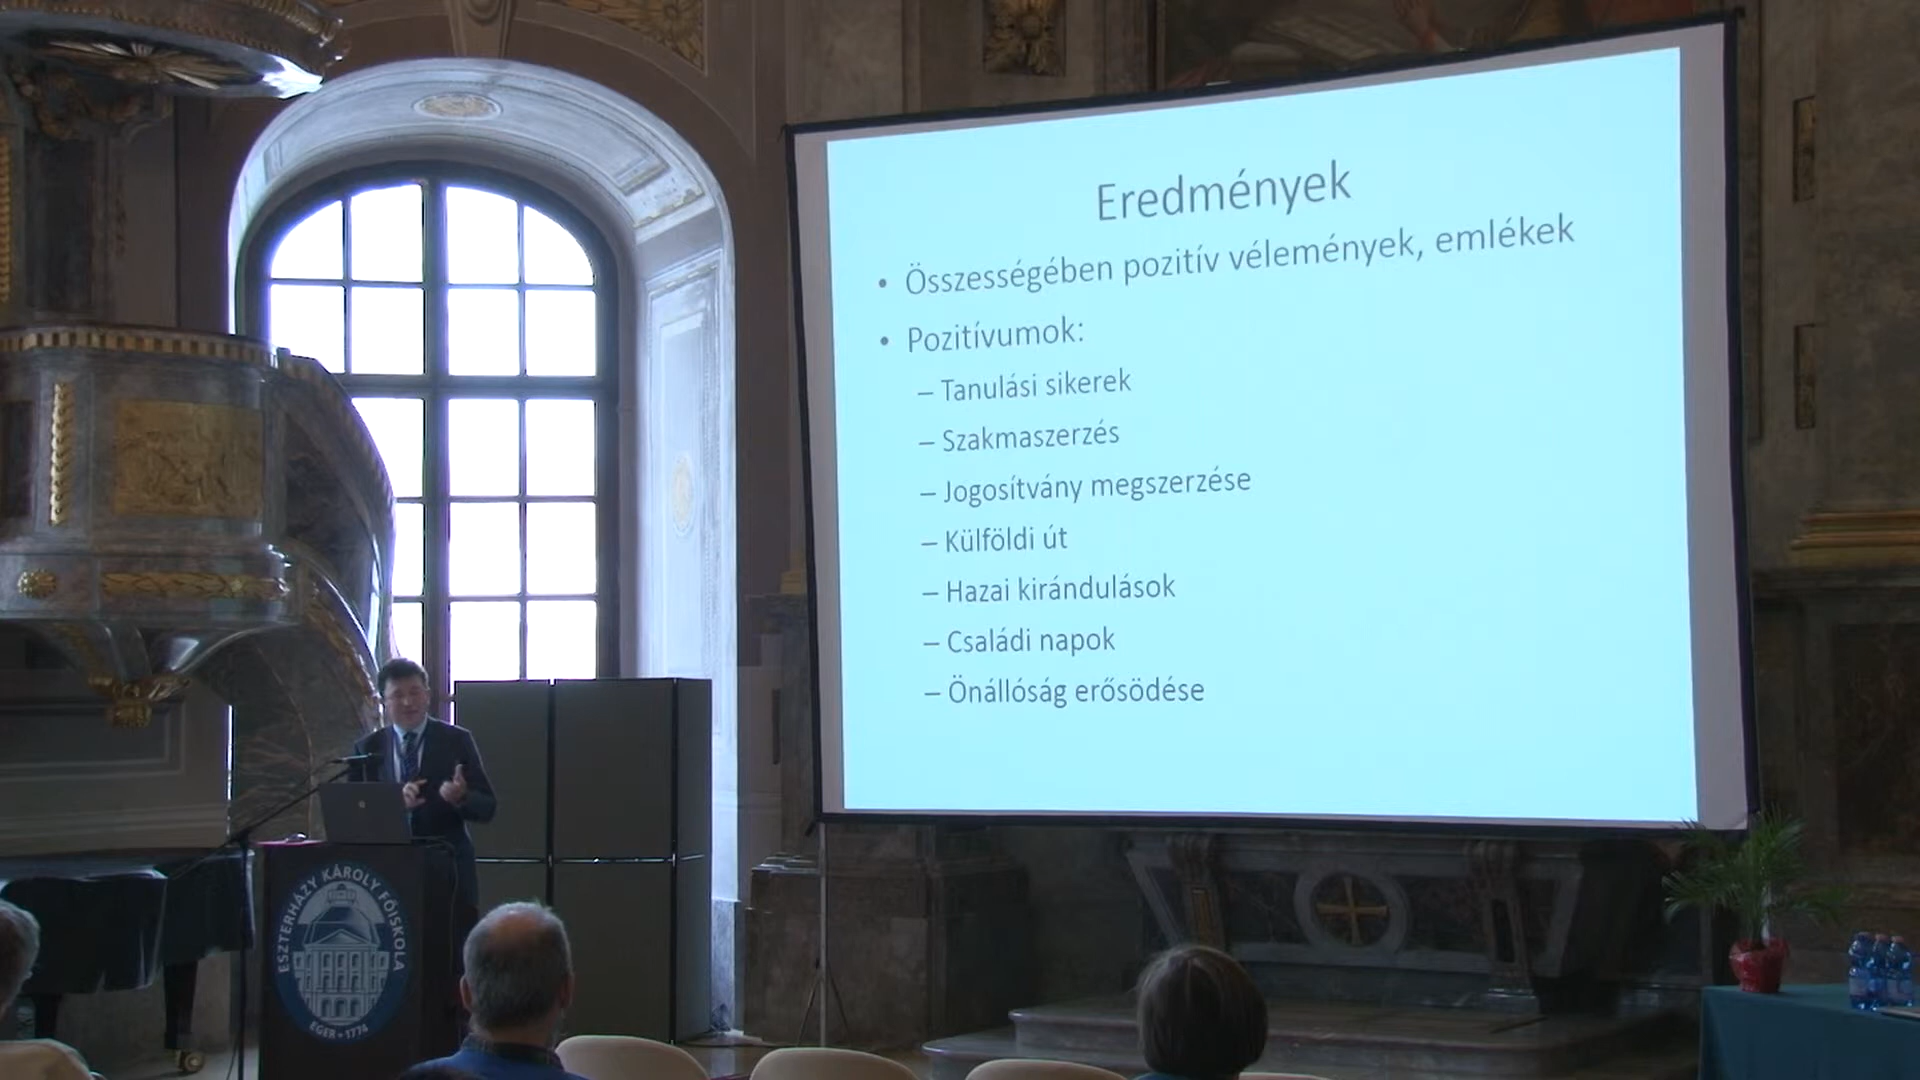 Eredmények
• Összességében pozitív vélemények, emlékek
• Pozitívumok:
– Tanulási sikerek
– Szakmaszerzés
– Jogosítvány megszerzése
– Külföldi út
– Hazai kirándulások
– Családi napok
– Önállóság erősödése
ESZTERHÁZY KÁROLY FŐISKOLA
EGER • 1774